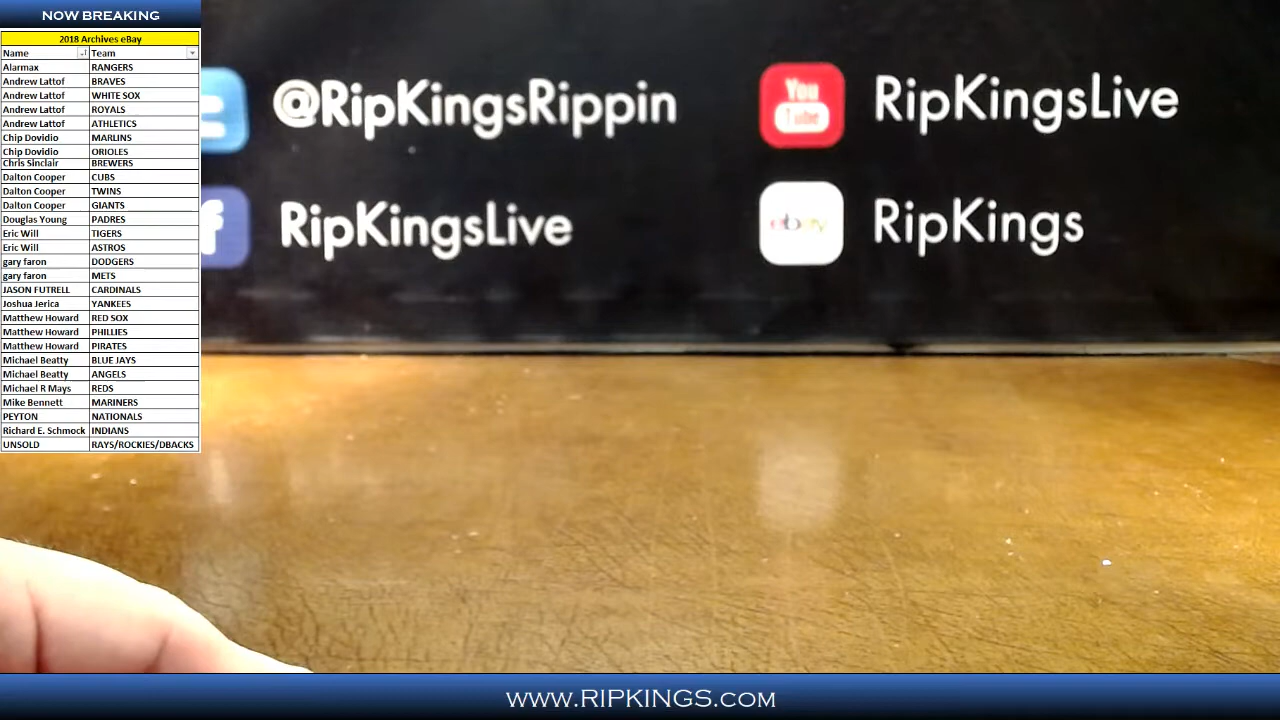 NOW BREAKING
2018 Archives eBay
Name Team
Alarmax RANGERS
Andrew Lattof BRAVES
Andrew Lattof WHITE SOX
Andrew Lattof ROYALS
Andrew Lattof ATHLETICS
Chip Dovidio MARLINS
Chip Dovidio ORIOLES
Chris Sinclair BREWERS
Dalton Cooper CUBS
Dalton Cooper TWINS
Dalton Cooper GIANTS
Douglas Young PADRES
Eric Will TIGERS
Eric Will ASTROS
gary faron DODGERS
gary faron METS
JASON FUTRELL CARDINALS
Joshua Jerica YANKEES
Matthew Howard RED SOX
Matthew Howard PHILLIES
Matthew Howard PIRATES
Michael Beatty BLUE JAYS
Michael Beatty ANGELS
Michael R Mays REDS
Mike Bennett MARINERS
PEYTON NATIONALS
Richard E. Schmock INDIANS
UNSOLD RAYS/ROCKIES/DBACKS
@RipKingsRippin
You Tube RipKingsLive
f RipKingsLive
ebay RipKings
WWW.RIPKINGS.COM